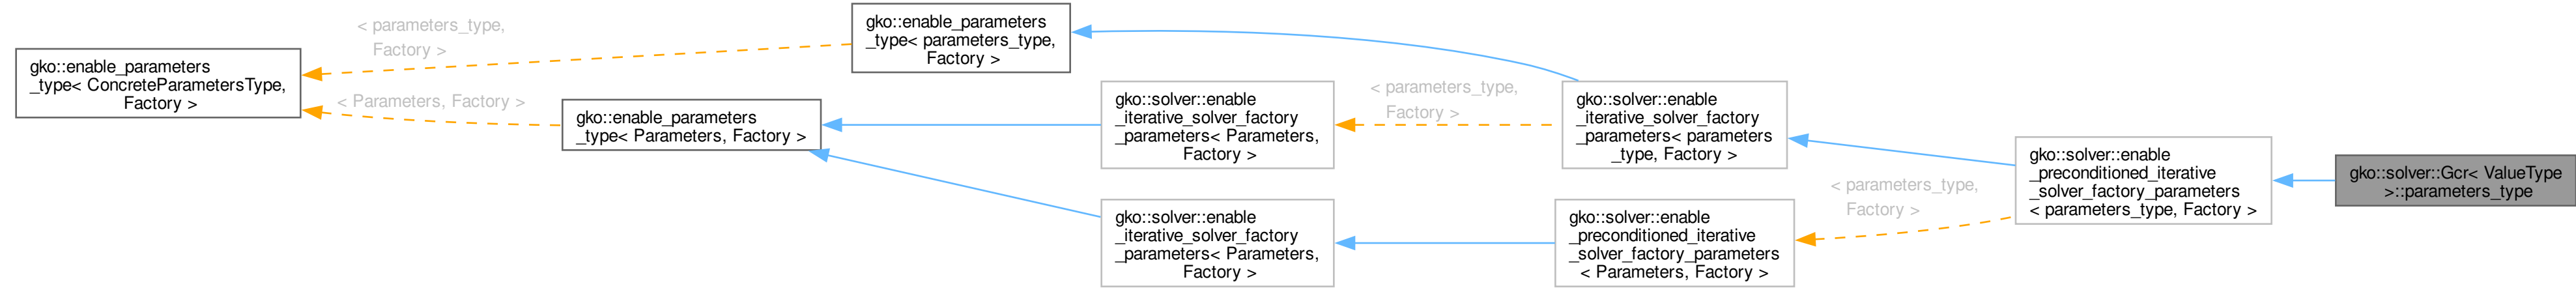 gko::enable_parameters
_type< ConcreteParametersType,
Factory >
< parameters_type,
Factory >
< Parameters, Factory >
gko::enable_parameters
_type< Parameters, Factory >
gko::enable_parameters
_type< parameters_type,
Factory >
gko::solver::enable
_iterative_solver_factory
_parameters< Parameters,
Factory >
gko::solver::enable
_iterative_solver_factory
_parameters< Parameters,
Factory >
< parameters_type,
Factory >
gko::solver::enable
_iterative_solver_factory
_parameters< parameters
_type, Factory >
gko::solver::enable
_preconditioned_iterative
_solver_factory_parameters
< Parameters, Factory >
< parameters_type,
Factory >
gko::solver::enable
_preconditioned_iterative
_solver_factory_parameters
< parameters_type, Factory >
gko::solver::Gcr< ValueType
>::parameters_type